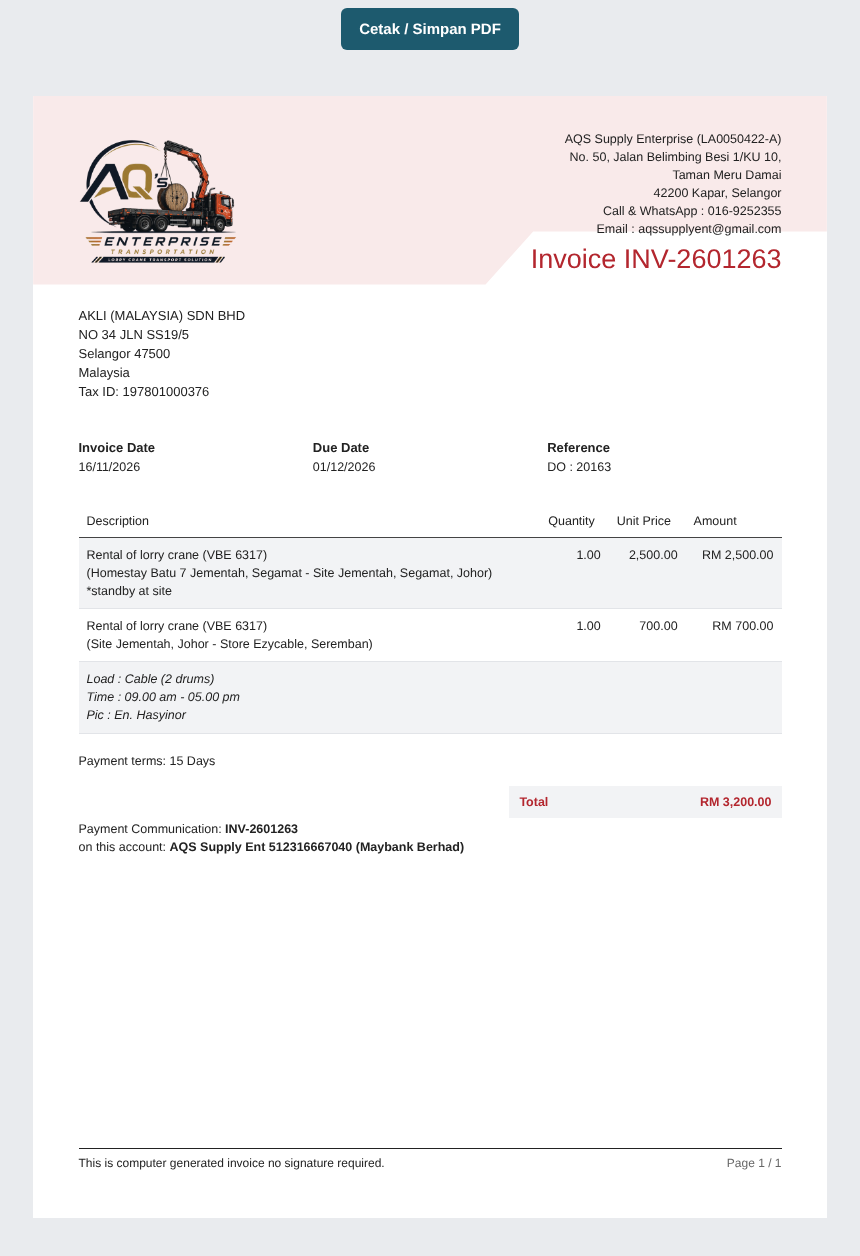 Cetak / Simpan PDF
AQ's
ENTERPRISE
TRANSPORTATION
LORRY CRANE TRANSPORT SOLUTION
AQS Supply Enterprise (LA0050422-A)
No. 50, Jalan Belimbing Besi 1/KU 10,
Taman Meru Damai
42200 Kapar, Selangor
Call & WhatsApp : 016-9252355
Email : aqssupplyent@gmail.com
Invoice INV-2601263
AKLI (MALAYSIA) SDN BHD
NO 34 JLN SS19/5
Selangor 47500
Malaysia
Tax ID: 197801000376
Invoice Date Due Date Reference
16/11/2026 01/12/2026 DO : 20163
Description Quantity Unit Price Amount
Rental of lorry crane (VBE 6317) 1.00 2,500.00 RM 2,500.00
(Homestay Batu 7 Jementah, Segamat - Site Jementah, Segamat, Johor)
*standby at site
Rental of lorry crane (VBE 6317) 1.00 700.00 RM 700.00
(Site Jementah, Johor - Store Ezycable, Seremban)
Load : Cable (2 drums)
Time : 09.00 am - 05.00 pm
Pic : En. Hasyinor
Payment terms: 15 Days
Total RM 3,200.00
Payment Communication: INV-2601263
on this account: AQS Supply Ent 512316667040 (Maybank Berhad)
This is computer generated invoice no signature required. Page 1 / 1